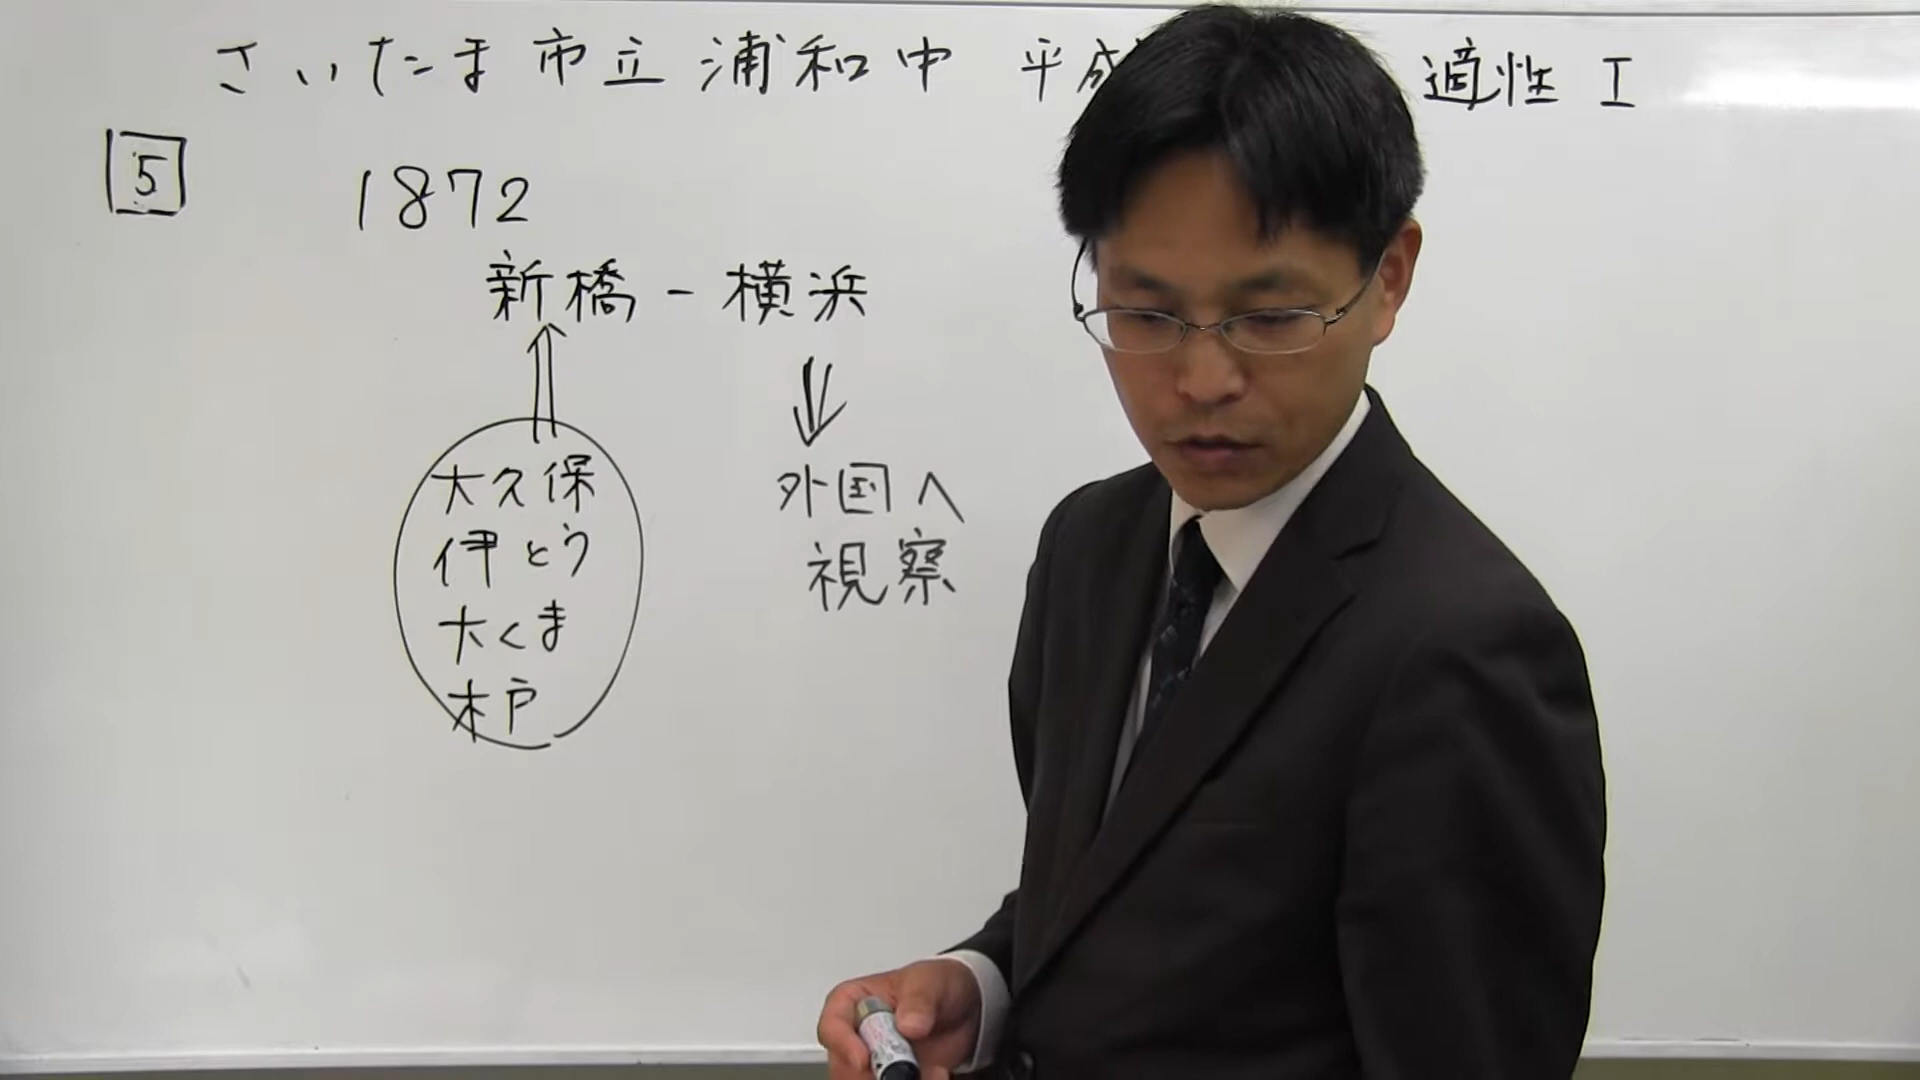 さいたま市立浦和中 平成 適性I
5
1872
新橋-横浜
大久保
伊とう
大くま
木戸
外国へ
視察